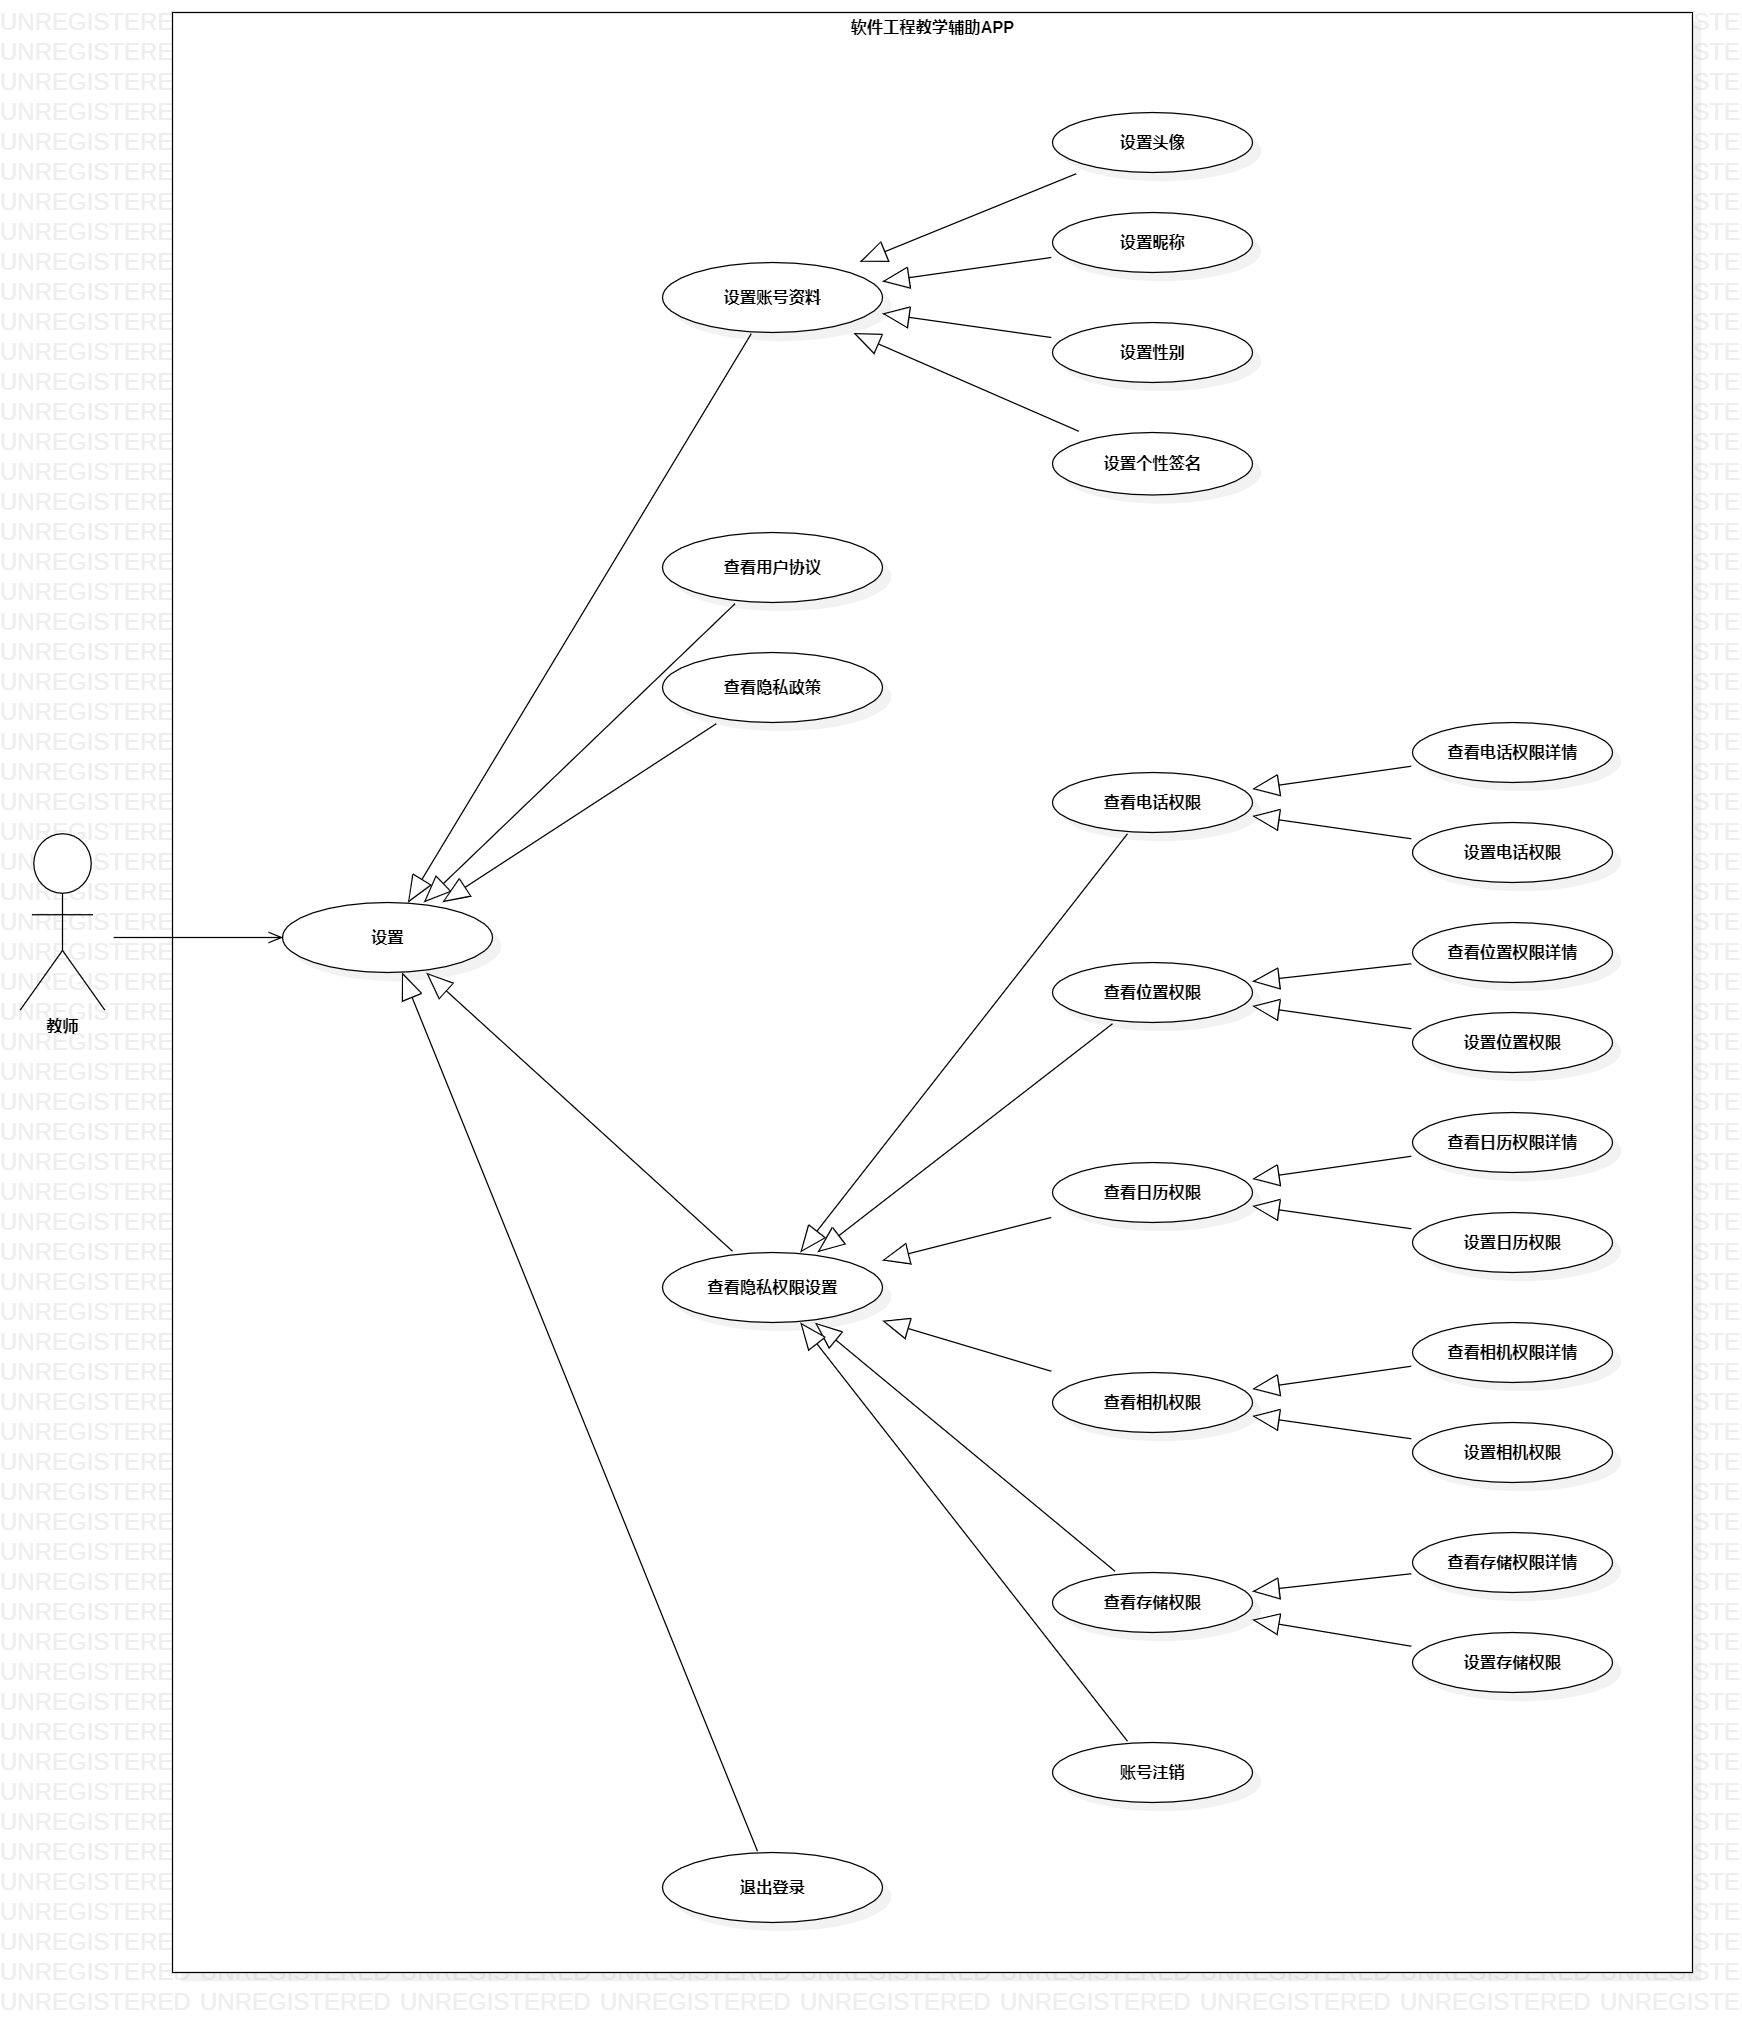 软件工程教学辅助APP
设置头像
设置昵称
设置账号资料
设置性别
设置个性签名
查看用户协议
查看隐私政策
查看电话权限详情
查看电话权限
设置电话权限
设置
教师
查看位置权限详情
查看位置权限
设置位置权限
查看日历权限详情
查看日历权限
设置日历权限
查看隐私权限设置
查看相机权限详情
查看相机权限
设置相机权限
查看存储权限详情
查看存储权限
设置存储权限
账号注销
退出登录
UNREGISTERED UNREGISTERED UNREGISTERED UNREGISTERED UNREGISTERED UNREGISTERED UNREGISTERED UNREGISTERED UNREGISTE